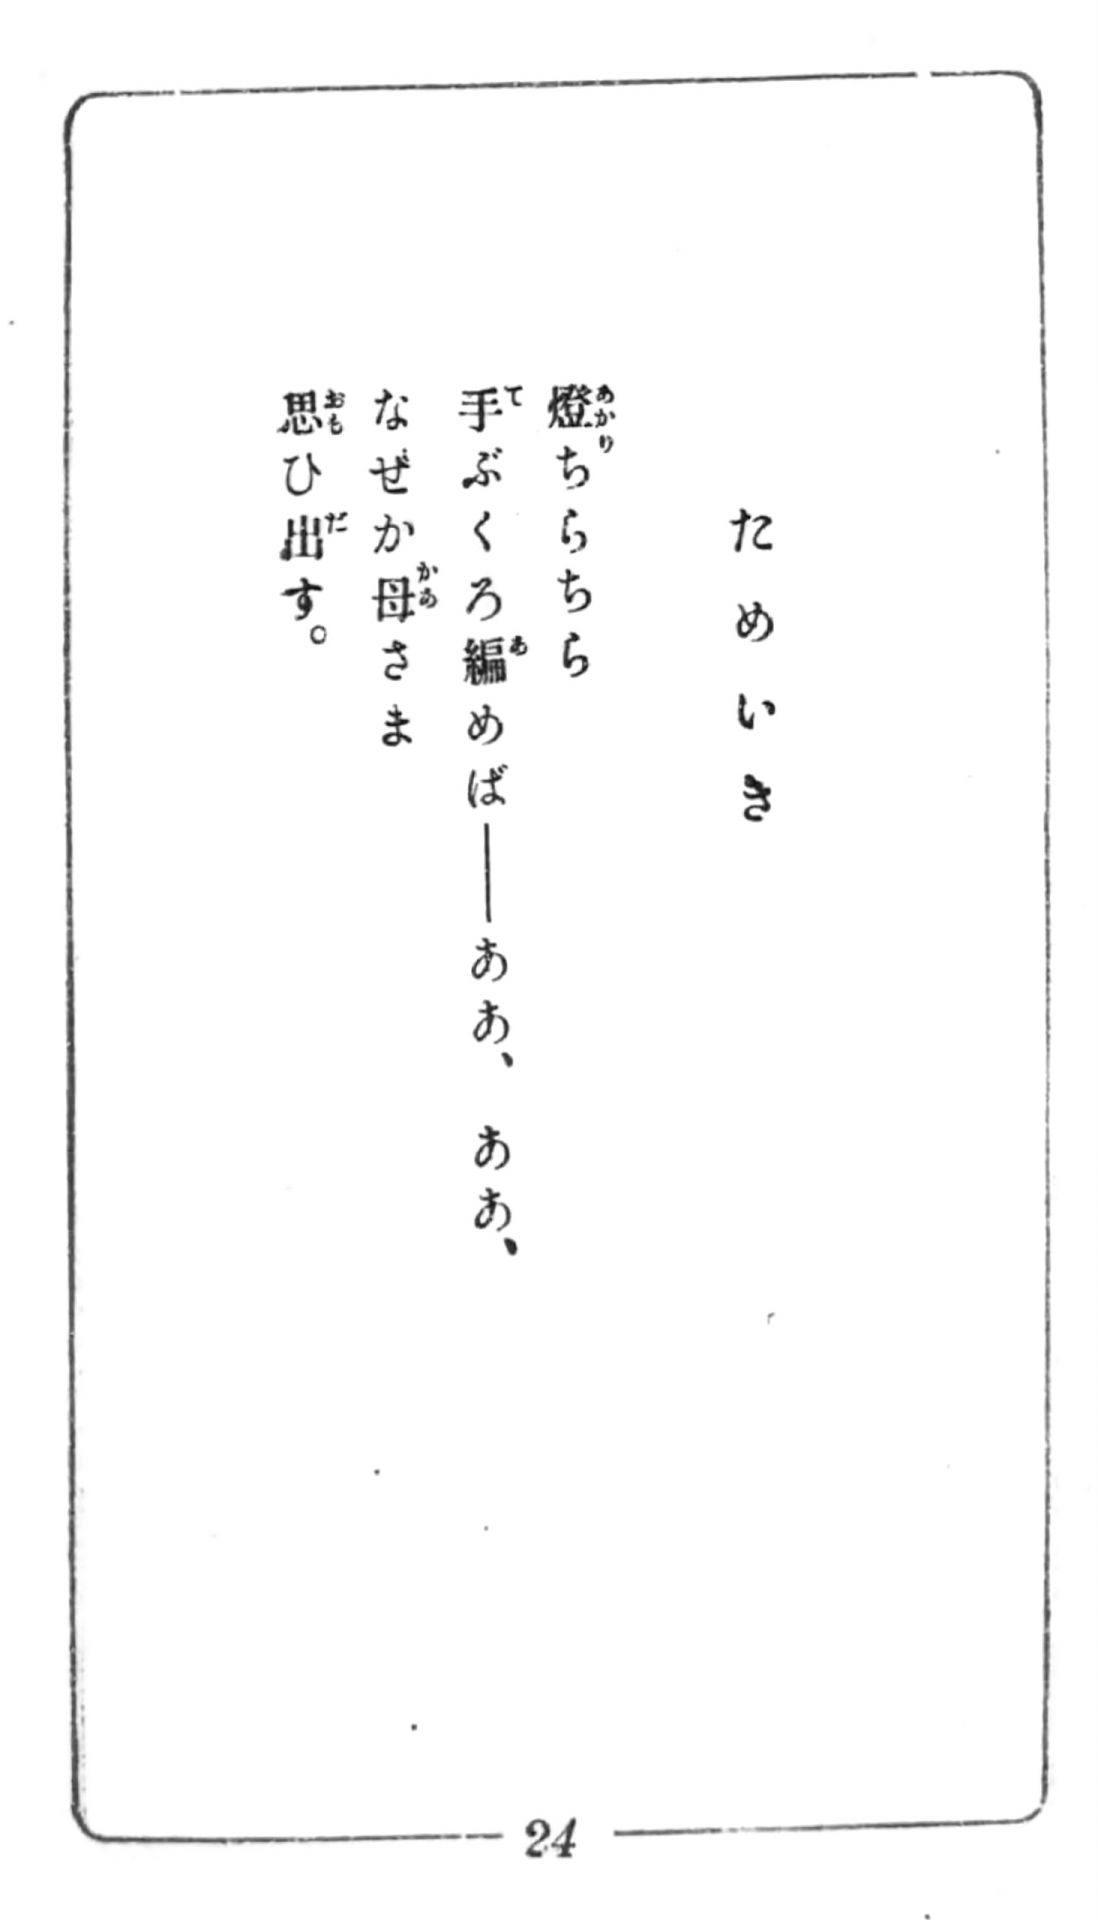 ためいき
燈ちらちら
手ぶくろ編めば――ああ、　ああ、
なぜか母さま
思ひ出す。
24